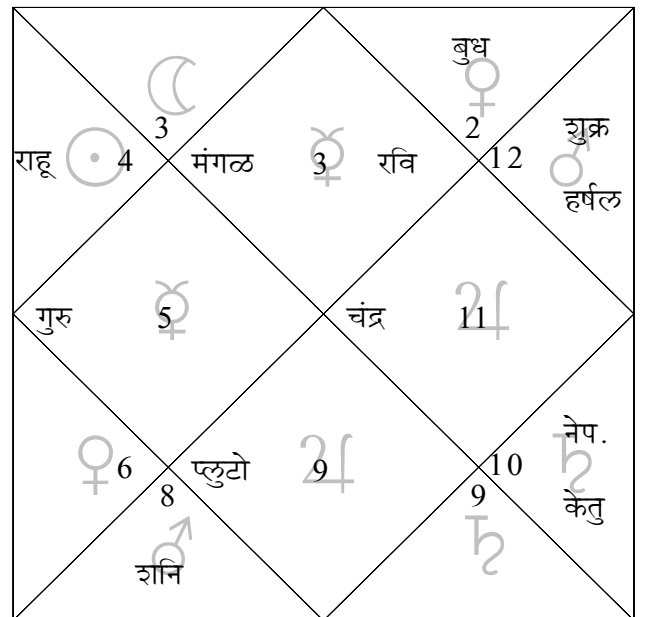 बुध
3
2
शुक्र
राहू
4
मंगळ
3
रवि
12
हर्षल
गुरु
5
चंद्र
11
नेप.
6
प्लुटो
9
10
8
9
केतु
शनि